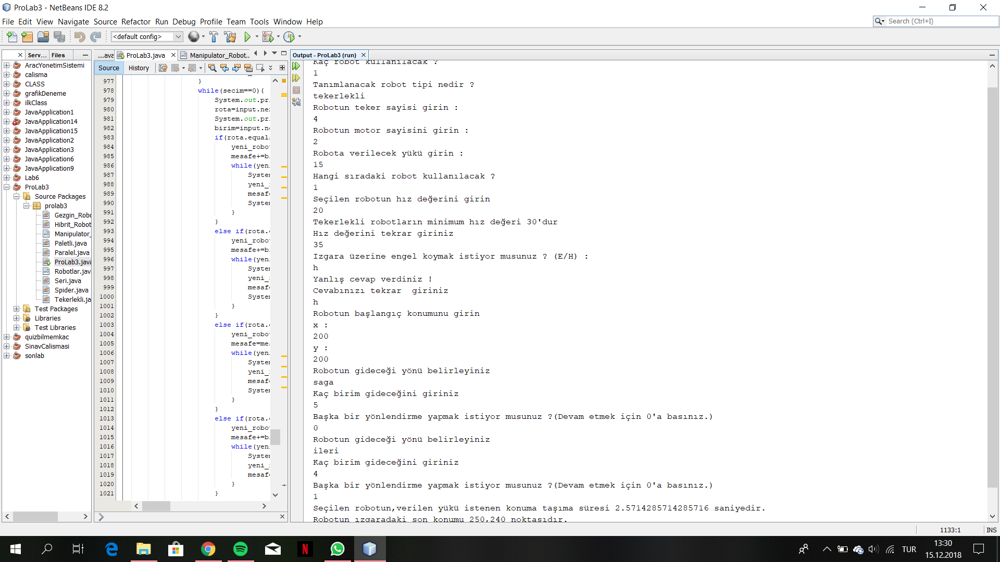 ProLab3 - NetBeans IDE 8.2
File Edit View Navigate Source Refactor Run Debug Profile Team Tools Window Help
Search (Ctrl+I)
<default config>
Serv... Files
AracYonetimSistemi
calisma
CLASS
grafikDeneme
ilkClass
JavaApplication1
JavaApplication14
JavaApplication15
JavaApplication2
JavaApplication3
JavaApplication6
JavaApplication9
Lab6
ProLab3
Source Packages
prolab3
Gezgin_Robo
Hibrit_Robot
Manipulator_
Paletli.java
Paralel.java
ProLab3.java
Robotlar.jav
Seri.java
Spider.java
Tekerlekli.ja
Test Packages
Libraries
Test Libraries
quizbilmemkac
SinavCalismasi
sonlab
...ava ProLab3.java Manipulator_Robot...
Source History
977 }
978 while(secim==0){
979 System.out.pri
980 rota=input.ne
981 System.out.pri
982 birim=input.n
983 if(rota.equal
984 yeni_robo
985 mesafe+=b
986 while(yen
987 System
988 yeni_
989 mesaf
990 System
991 }
992 }
993 else if(rota.
994 yeni_robo
995 mesafe+=b
996 while(yen
997 System
998 yeni_
999 mesaf
1000 System
1001 }
1002 }
1003 else if(rota.
1004 yeni_robo
1005 mesafe=me
1006 while(yen
1007 System
1008 yeni_
1009 mesaf
1010 System
1011 }
1012 }
1013 else if(rota.
1014 yeni_robo
1015 mesafe+=b
1016 while(yen
1017 System
1018 yeni_
1019 mesaf
1020 }
1021 }
Output - ProLab3 (run)
Kaç robot kullanılacak ?
1
Tanımlanacak robot tipi nedir ?
tekerlekli
Robotun teker sayisi girin :
4
Robotun motor sayisini girin :
2
Robota verilecek yükü girin :
15
Hangi sıradaki robot kullanılacak ?
1
Seçilen robotun hız değerini girin
20
Tekerlekli robotların minimum hız değeri 30'dur
Hız değerini tekrar giriniz
35
Izgara üzerine engel koymak istiyor musunuz ? (E/H) :
h
Yanlış cevap verdiniz !
Cevabınızı tekrar  giriniz
h
Robotun başlangıç konumunu girin
x :
200
y :
200
Robotun gideceği yönü belirleyiniz
saga
Kaç birim gideceğini giriniz
5
Başka bir yönlendirme yapmak istiyor musunuz ?(Devam etmek için 0'a basınız.)
0
Robotun gideceği yönü belirleyiniz
ileri
Kaç birim gideceğini giriniz
4
Başka bir yönlendirme yapmak istiyor musunuz ?(Devam etmek için 0'a basınız.)
1
Seçilen robotun,verilen yükü istenen konuma taşıma süresi 2.5714285714285716 saniyedir.
Robotun ızgaradaki son konumu 250,240 noktasıdır.
1133:1 INS
TUR
13:30
15.12.2018